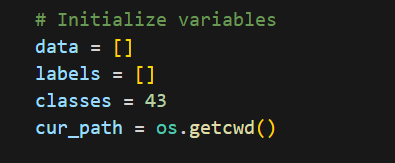 # Initialize variables
data = []
labels = []
classes = 43
cur_path = os.getcwd()